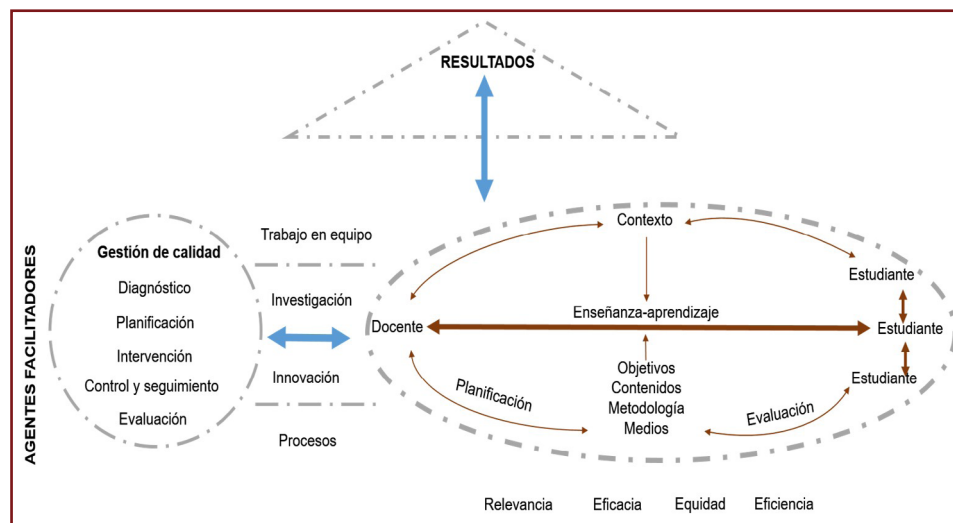 RESULTADOS
AGENTES FACILITADORES
Gestión de calidad
Diagnóstico
Planificación
Intervención
Control y seguimiento
Evaluación
Trabajo en equipo
Investigación
Innovación
Procesos
Contexto
Docente
Enseñanza-aprendizaje
Estudiante
Estudiante
Estudiante
Objetivos
Contenidos
Metodología
Medios
Planificación
Evaluación
Relevancia Eficacia Equidad Eficiencia